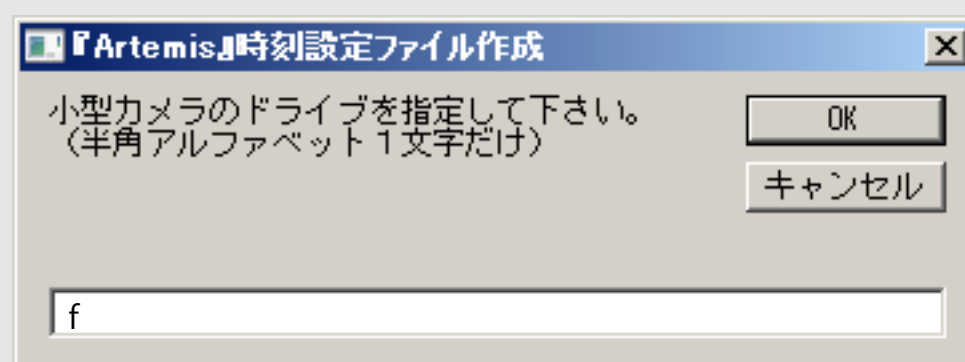 『Artemis』時刻設定ファイル作成
小型カメラのドライブを指定して下さい。
（半角アルファベット１文字だけ）
OK
キャンセル
f